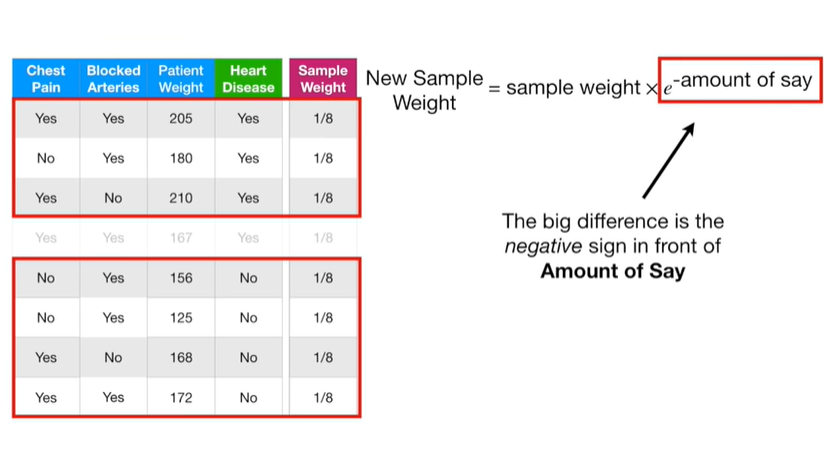 Chest Pain Blocked Arteries Patient Weight Heart Disease Sample Weight
Yes Yes 205 Yes 1/8
No Yes 180 Yes 1/8
Yes No 210 Yes 1/8
Yes Yes 167 Yes 1/8
No Yes 156 No 1/8
No Yes 125 No 1/8
Yes No 168 No 1/8
Yes Yes 172 No 1/8
New Sample Weight = sample weight × e^-amount of say
The big difference is the
negative sign in front of
Amount of Say